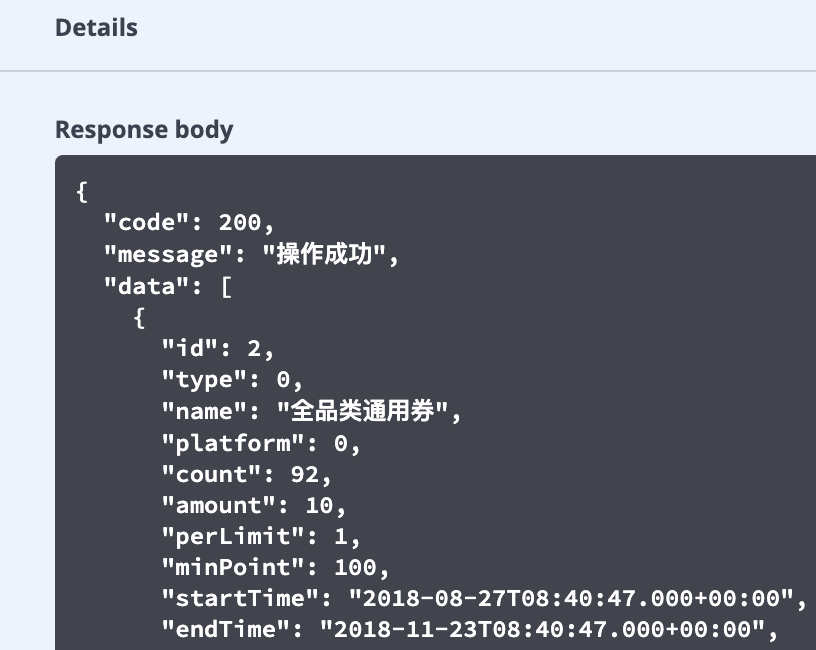 Details
Response body
{
"code": 200,
"message": "操作成功",
"data": [
{
"id": 2,
"type": 0,
"name": "全品类通用券",
"platform": 0,
"count": 92,
"amount": 10,
"perLimit": 1,
"minPoint": 100,
"startTime": "2018-08-27T08:40:47.000+00:00",
"endTime": "2018-11-23T08:40:47.000+00:00",